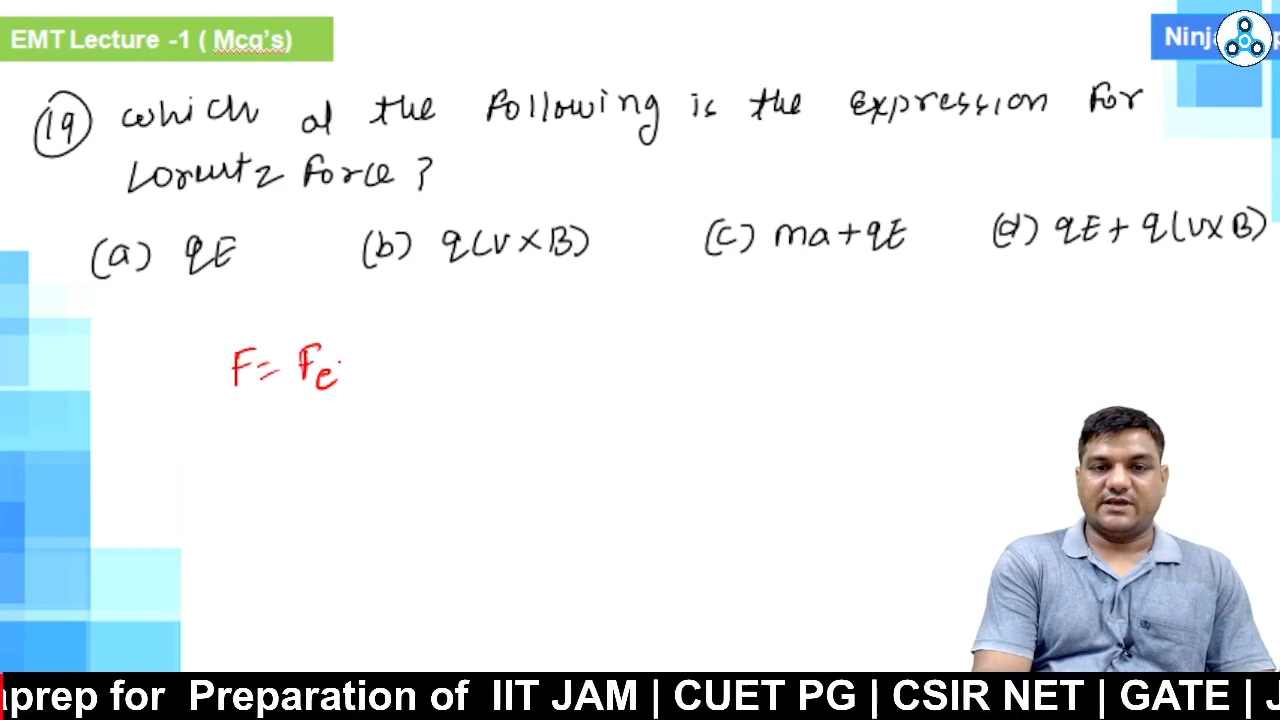 EMT Lecture -1 ( Mcq's)
Ninj
19 which of the following is the expression for
Lorentz force?
(a) qE (b) q(v×B) (c) ma+qE (d) qE+q(v×B)
F= Fe
prep for Preparation of IIT JAM | CUET PG | CSIR NET | GATE | J